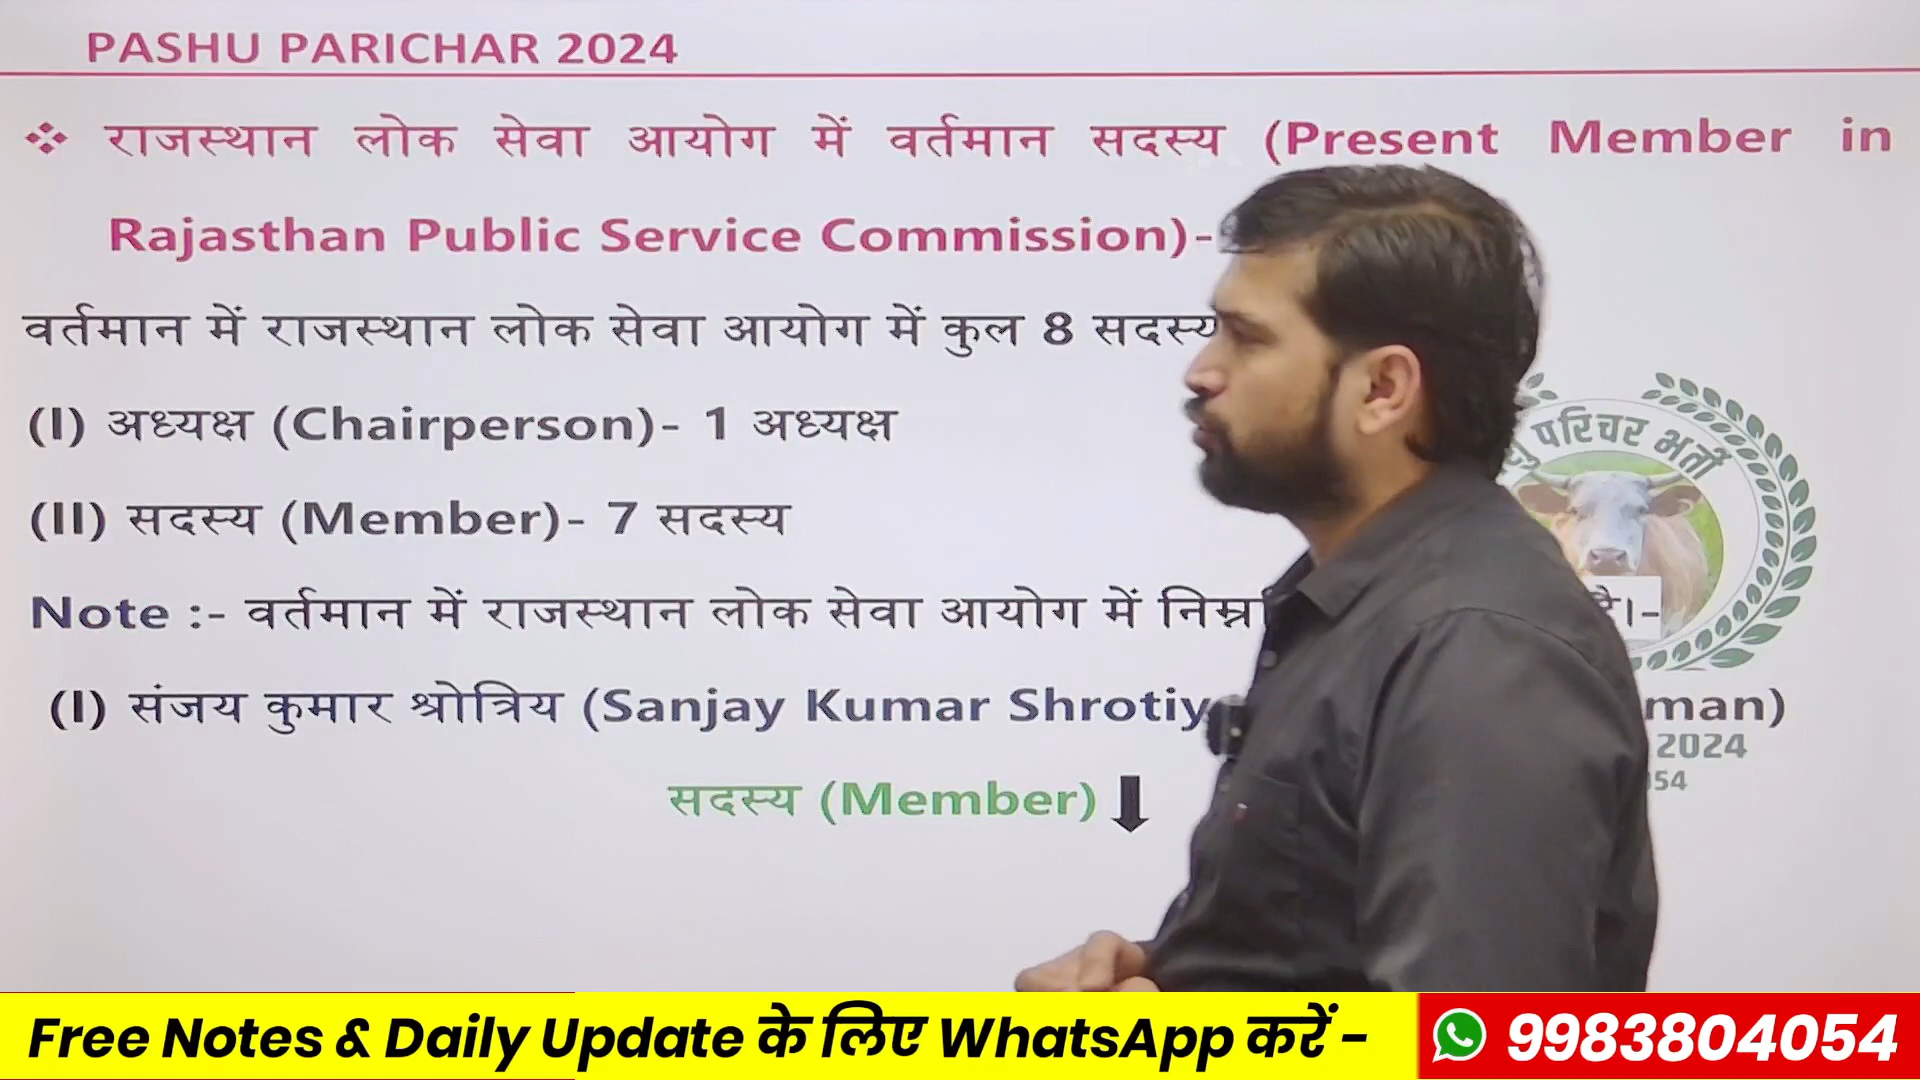 PASHU PARICHAR 2024
❖ राजस्थान लोक सेवा आयोग में वर्तमान सदस्य (Present Member in
Rajasthan Public Service Commission)-
वर्तमान में राजस्थान लोक सेवा आयोग में कुल 8 सदस्य
(I) अध्यक्ष (Chairperson)- 1 अध्यक्ष
(II) सदस्य (Member)- 7 सदस्य
परिचर भर्ती
Note :- वर्तमान में राजस्थान लोक सेवा आयोग में है।-
(I) संजय कुमार श्रोत्रिय (Sanjay Kumar Shrotiy man)
2024
54
सदस्य (Member)
Free Notes & Daily Update के लिए WhatsApp करें - 9983804054